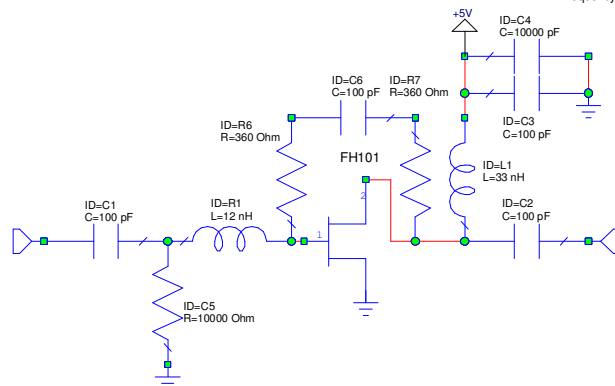 +5V
ID=C4
C=10000 pF
ID=C6
C=100 pF
ID=R7
R=360 Ohm
ID=R6
R=360 Ohm
ID=C3
C=100 pF
FH101
ID=L1
L=33 nH
2
ID=C1
C=100 pF
ID=R1
L=12 nH
ID=C2
C=100 pF
1
ID=C5
R=10000 Ohm